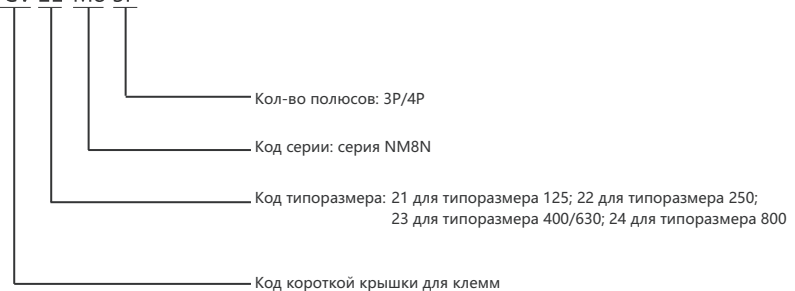 Кол-во полюсов: 3P/4P
Код серии: серия NM8N
Код типоразмера: 21 для типоразмера 125; 22 для типоразмера 250;
23 для типоразмера 400/630; 24 для типоразмера 800
Код короткой крышки для клемм